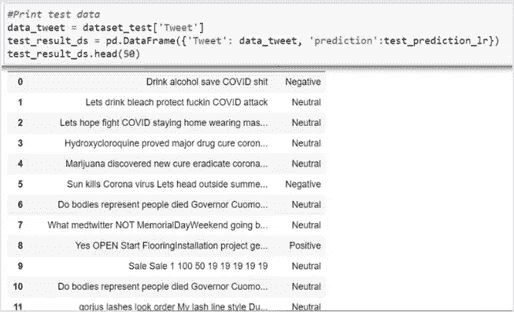 #Print test data
data_tweet = dataset_test['Tweet']
test_result_ds = pd.DataFrame({'Tweet': data_tweet, 'prediction':test_prediction_lr})
test_result_ds.head(50)
0 Drink alcohol save COVID shit Negative
1 Lets drink bleach protect fuckin COVID attack Neutral
2 Lets hope fight COVID staying home wearing mas... Neutral
3 Hydroxycloroquine proved major drug cure coron... Neutral
4 Marijuana discovered new cure eradicate corona... Neutral
5 Sun kills Corona virus Lets head outside summe... Negative
6 Do bodies represent people died Governor Cuomo... Neutral
7 What medtwitter NOT MemorialDayWeekend going b... Neutral
8 Yes OPEN Start FlooringInstallation project ge... Positive
9 Sale Sale 1 100 50 19 19 19 19 19 Neutral
10 Do bodies represent people died Governor Cuomo... Neutral
11 gorjus lashes look order My lash line style Du... Neutral